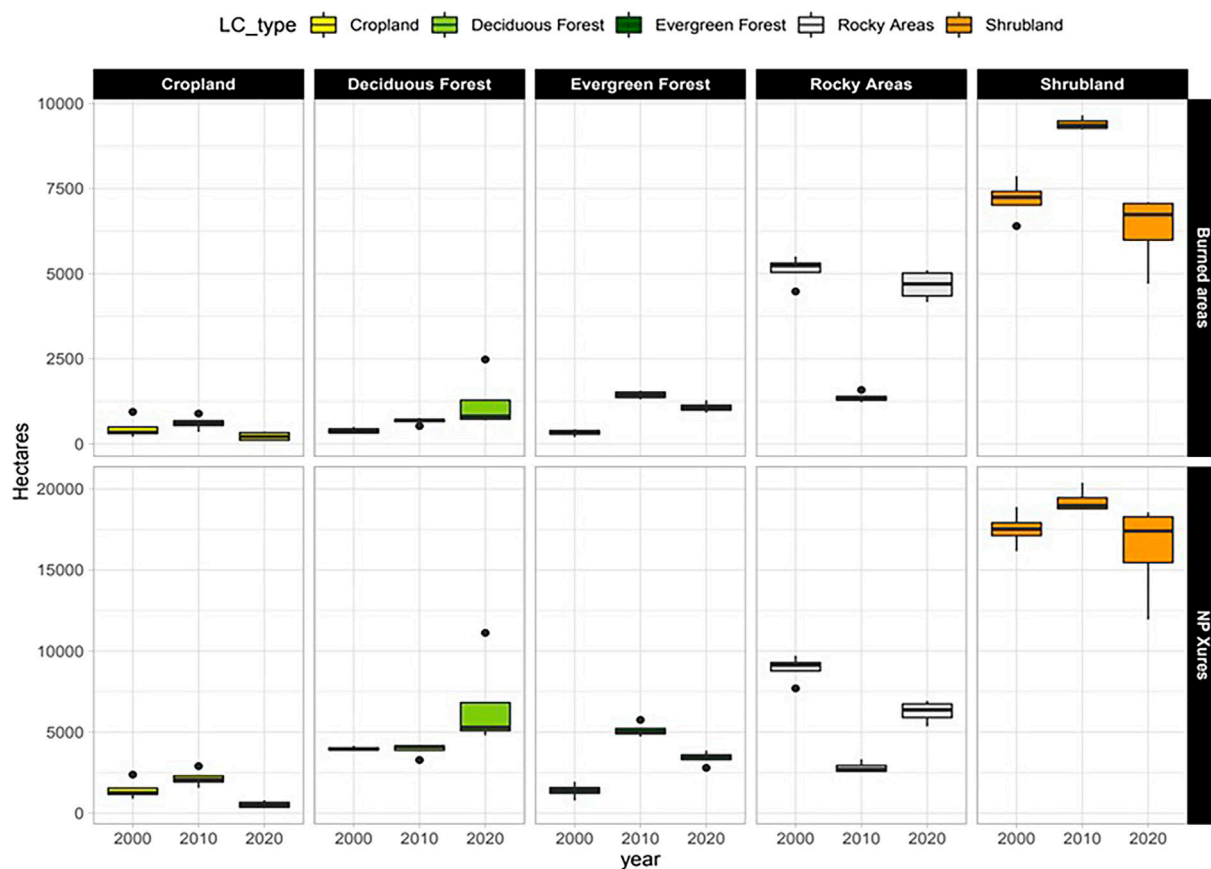 LC_type Cropland Deciduous Forest Evergreen Forest Rocky Areas Shrubland
Cropland Deciduous Forest Evergreen Forest Rocky Areas Shrubland
10000
7500
5000
2500
0
Burned areas
Hectares
20000
15000
10000
5000
0
NP Xures
2000 2010 2020 2000 2010 2020 2000 2010 2020 2000 2010 2020 2000 2010 2020
year